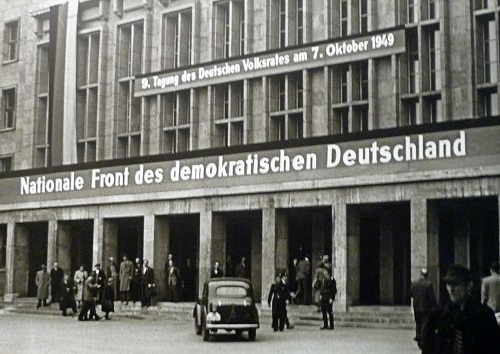 9. Tagung des Deutschen Volksrates am 7. Oktober 1949
Nationale Front des demokratischen Deutschland